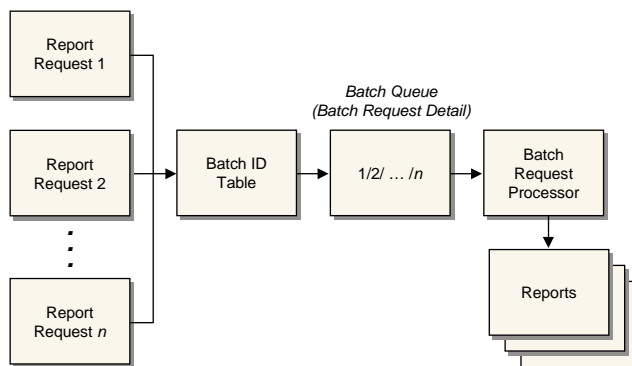 Report
Request 1
Batch Queue
(Batch Request Detail)
Report
Request 2
Batch ID
Table
1/2/ … /n
Batch
Request
Processor
Report
Request n
Reports